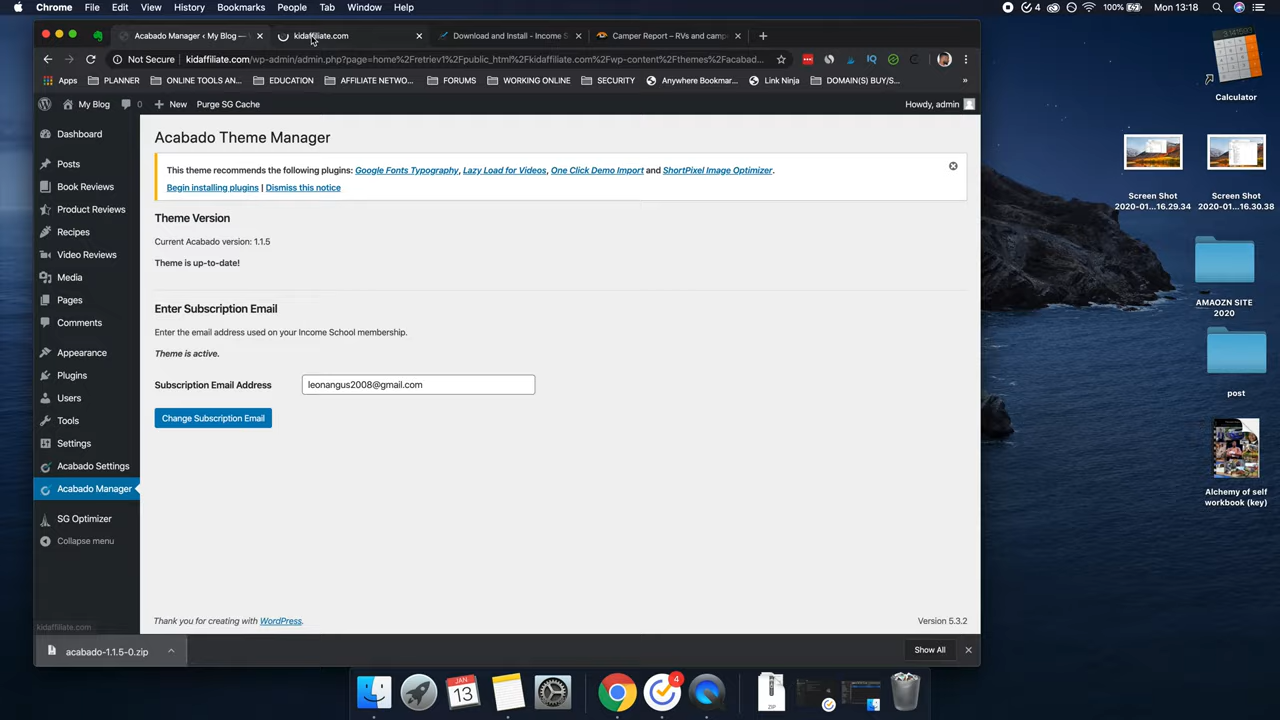 Chrome File Edit View History Bookmarks People Tab Window Help 4 100% Mon 13:18
Acabado Manager ‹ My Blog — kidaffiliate.com Download and Install - Income S Camper Report – RVs and camp
Not Secure kidaffiliate.com/wp-admin/admin.php?page=home%2Fretriev1%2Fpublic_html%2Fkidaffiliate.com%2Fwp-content%2Fthemes%2Facabad...
Apps PLANNER ONLINE TOOLS AN... EDUCATION AFFILIATE NETW... FORUMS WORKING ONLINE SECURITY Anywhere Bookmar... Link Ninja DOMAIN(S) BUY/S... »
My Blog 0 + New Purge SG Cache Howdy, admin
Dashboard
Posts
Book Reviews
Product Reviews
Recipes
Video Reviews
Media
Pages
Comments
Appearance
Plugins
Users
Tools
Settings
Acabado Settings
Acabado Manager
SG Optimizer
Collapse menu
kidaffiliate.com
Acabado Theme Manager
This theme recommends the following plugins: Google Fonts Typography, Lazy Load for Videos, One Click Demo Import and ShortPixel Image Optimizer.
Begin installing plugins | Dismiss this notice
Theme Version
Current Acabado version: 1.1.5
Theme is up-to-date!
Enter Subscription Email
Enter the email address used on your Income School membership.
Theme is active.
Subscription Email Address leonangus2008@gmail.com
Change Subscription Email
Thank you for creating with WordPress. Version 5.3.2
acabado-1.1.5-0.zip Show All
Calculator
Screen Shot
2020-01...16.29.34
Screen Shot
2020-01...16.30.38
AMAOZN SITE
2020
post
Alchemy of self
workbook (key)
JAN
13
4
ZIP